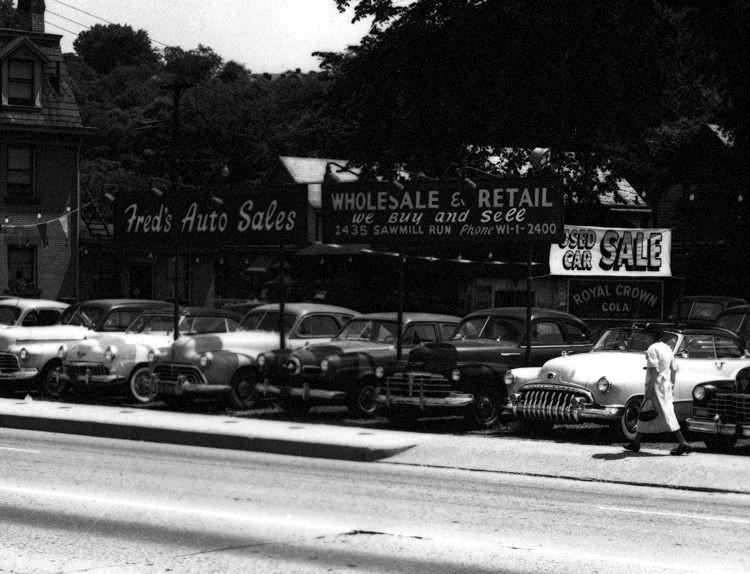 Fred's Auto Sales
WHOLESALE & RETAIL
we Buy and Sell
2435 SAWMILL RUN Phone WI-1-2400
USED CAR SALE
ROYAL CROWN
COLA